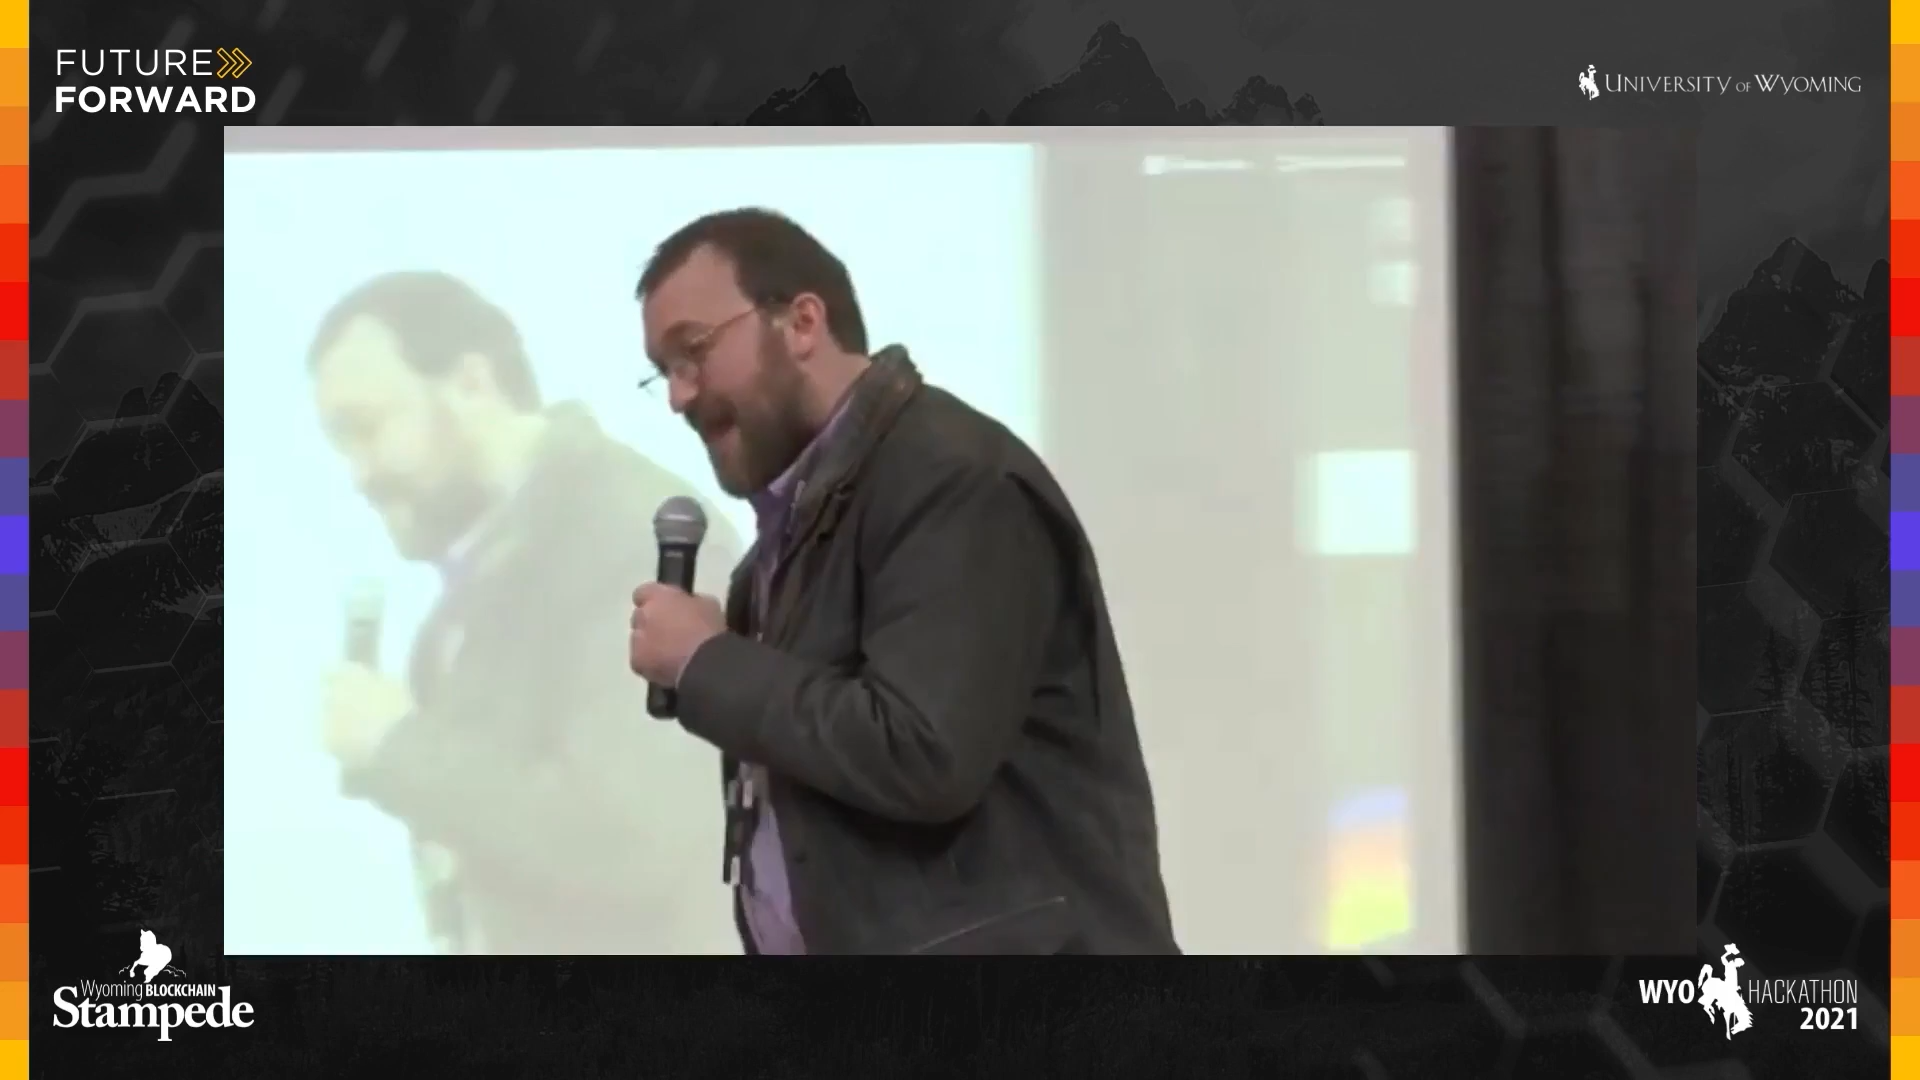 FUTURE
FORWARD
UNIVERSITY OF WYOMING
Wyoming BLOCKCHAIN
Stampede
WYO HACKATHON
2021